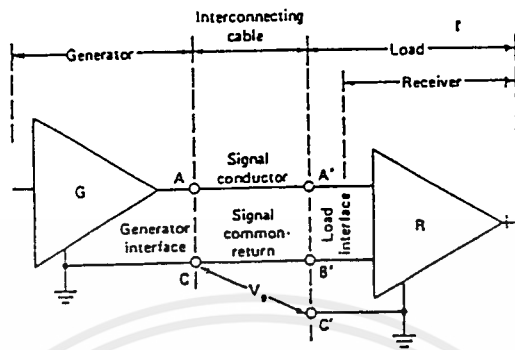 Interconnecting
cable
Generator
Load
Receiver
G
A
Signal
conductor
A'
R
Generator
interface
Signal
common-
return
Load
interface
C
B'
Vg
C'